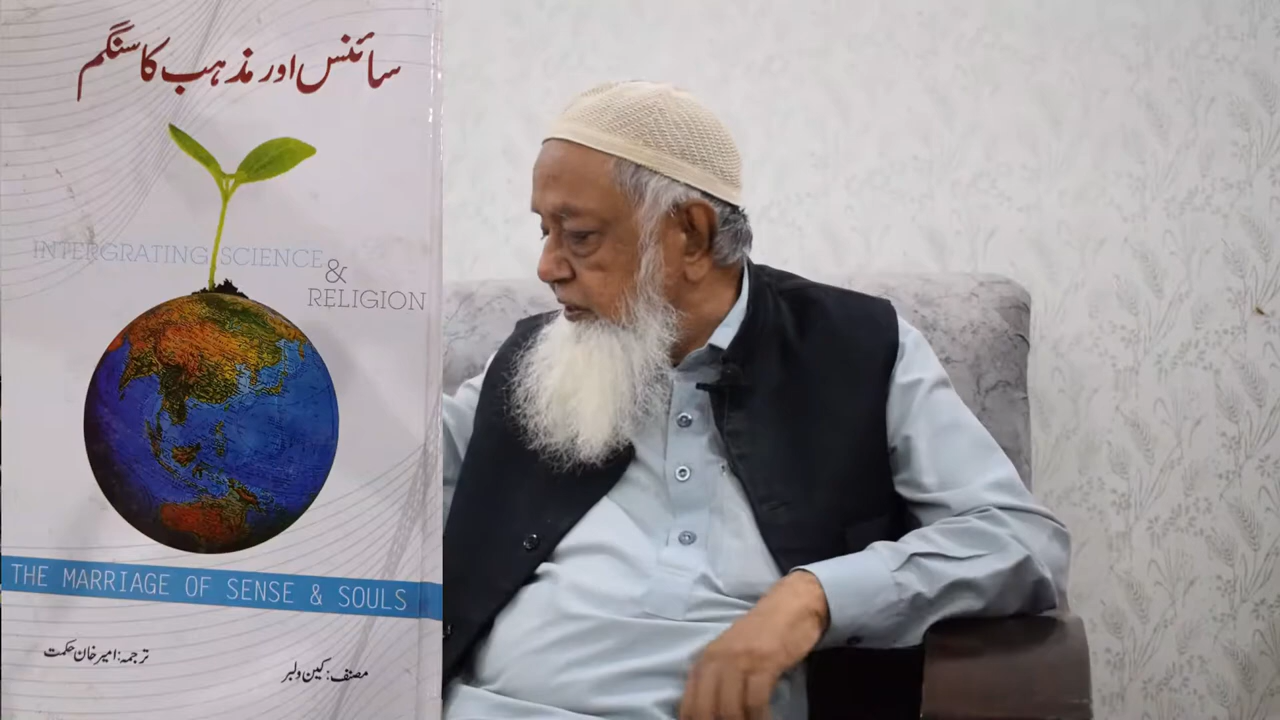 سائنس اور مذہب کا سنگم
INTERGRATING SCIENCE
&
RELIGION
THE MARRIAGE OF SENSE & SOULS
ترجمہ: امیر خان حکمت
مصنف: کین ولبر